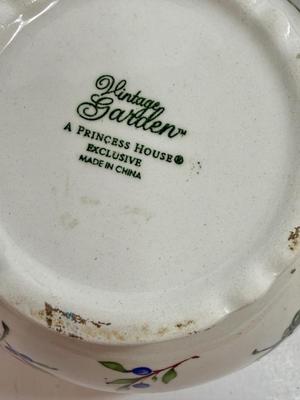 Vintage
Garden™
A PRINCESS HOUSE®
EXCLUSIVE
MADE IN CHINA